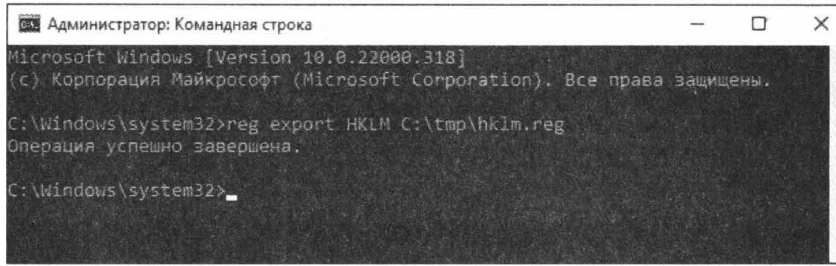 Администратор: Командная строка
Microsoft Windows [Version 10.0.22000.318]
(c) Корпорация Майкрософт (Microsoft Corporation). Все права защищены.
C:\Windows\system32>reg export HKLM C:\tmp\hklm.reg
Операция успешно завершена.
C:\Windows\system32>